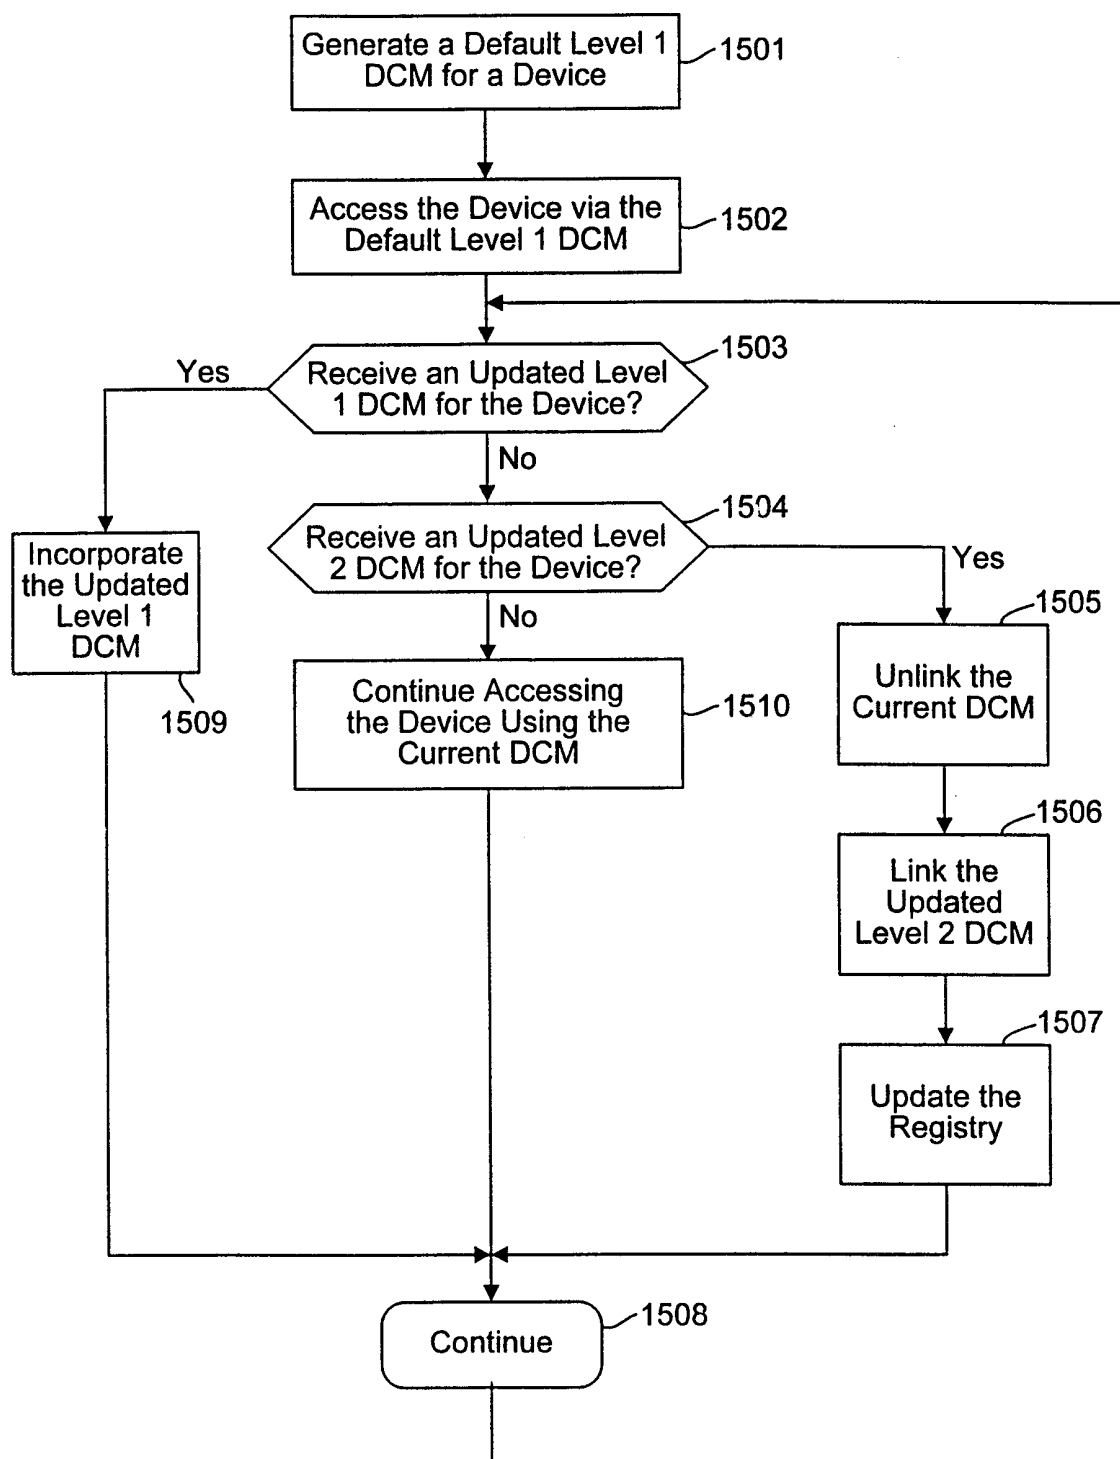 Generate a Default Level 1
DCM for a Device
1501
Access the Device via the
Default Level 1 DCM
1502
1503
Yes
Receive an Updated Level
1 DCM for the Device?
No
1504
Receive an Updated Level
2 DCM for the Device?
Yes
Incorporate
the Updated
Level 1
DCM
1509
No
1505
Unlink the
Current DCM
Continue Accessing
the Device Using the
Current DCM
1510
1506
Link the
Updated
Level 2 DCM
1507
Update the
Registry
1508
Continue